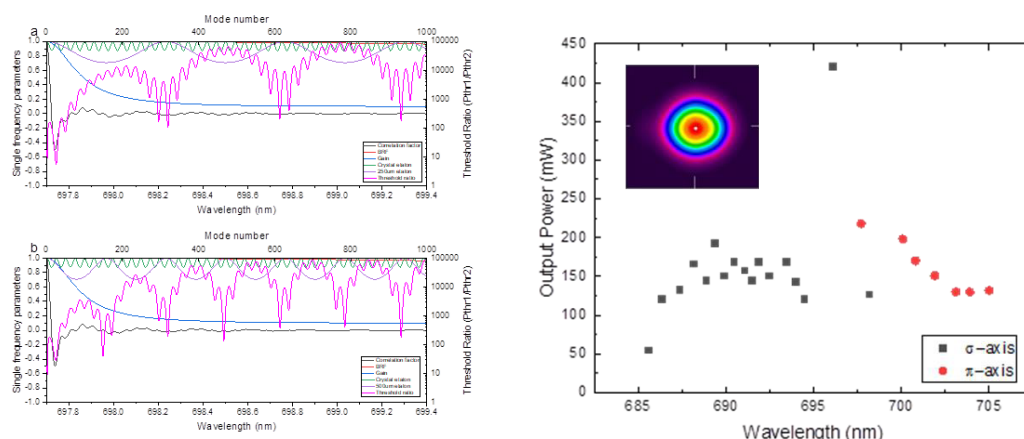 Mode number
a
0 200 400 600 800 1000
1.0
0.8
0.6
0.4
0.2
0.0
-0.2
-0.4
-0.6
-0.8
-1.0
Single frequency parameters
100000
10000
1000
100
10
1
Threshold Ratio (Pthr1/Pthr2)
Correlation factor
BRF
Gain
Crystal etalon
Threshold ratio
697.8 698.0 698.2 698.4 698.6 698.8 699.0 699.2 699.4
Wavelength (nm)
Mode number
b
0 200 400 600 800 1000
1.0
0.8
0.6
0.4
0.2
0.0
-0.2
-0.4
-0.6
-0.8
-1.0
Single frequency parameters
100000
10000
1000
100
10
1
Threshold Ratio (Pthr1/Pthr2)
Correlation factor
BRF
Gain
Crystal etalon
500um etalon
Threshold ratio
697.8 698.0 698.2 698.4 698.6 698.8 699.0 699.2 699.4
Wavelength (nm)
450
400
350
300
250
200
150
100
50
0
Output Power (mW)
σ-axis
π-axis
685 690 695 700 705
Wavelength (nm)